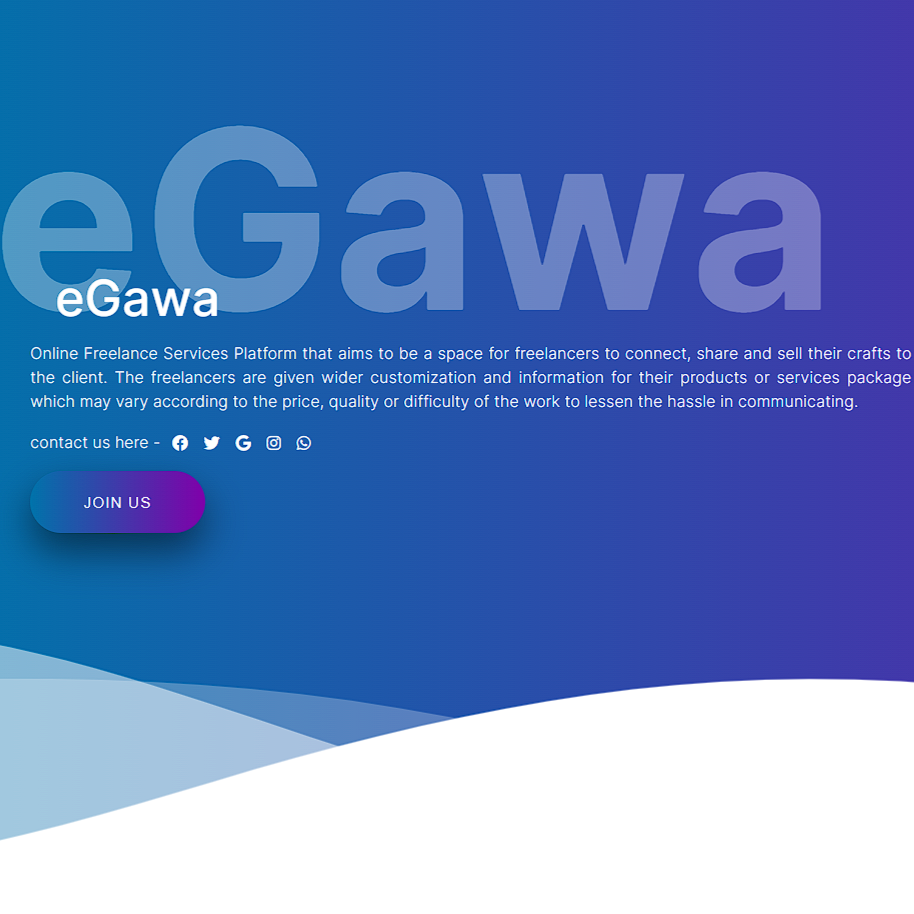 eGawa
eGawa
Online Freelance Services Platform that aims to be a space for freelancers to connect, share and sell their crafts to
the client. The freelancers are given wider customization and information for their products or services package
which may vary according to the price, quality or difficulty of the work to lessen the hassle in communicating.
contact us here -
JOIN US